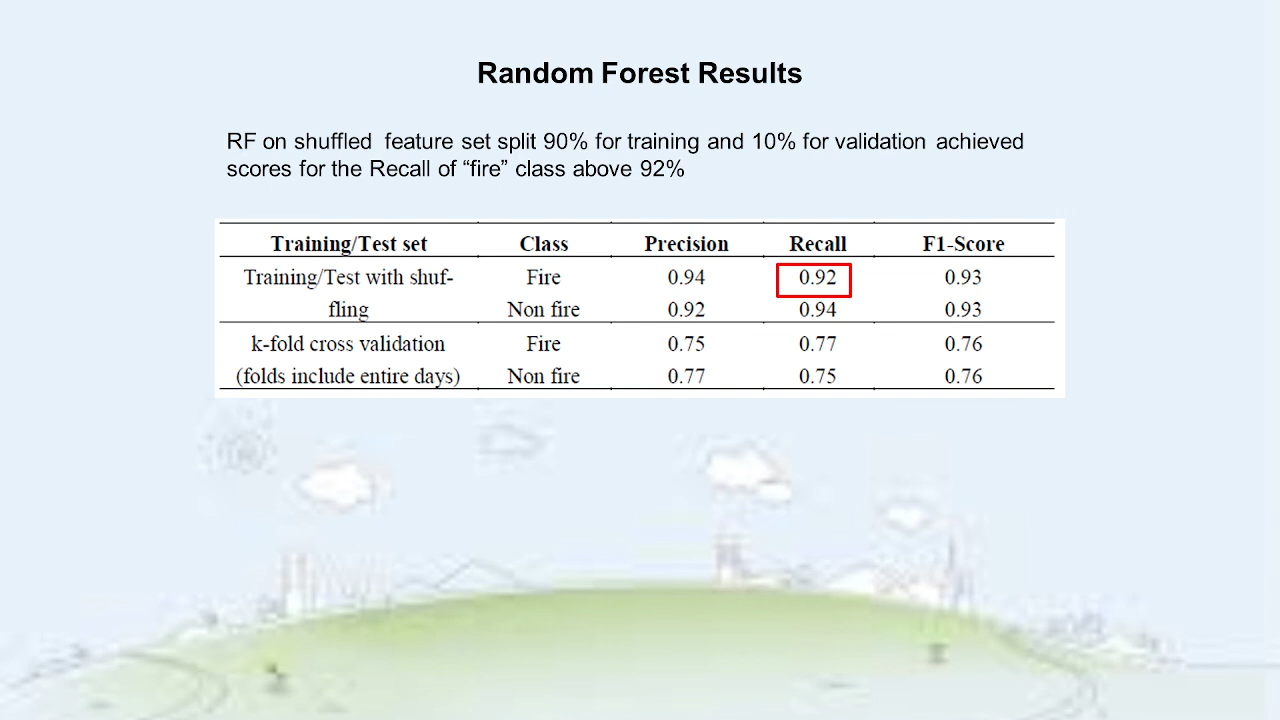 Random Forest Results
RF on shuffled feature set split 90% for training and 10% for validation achieved
scores for the Recall of “fire” class above 92%
Training/Test set Class Precision Recall F1-Score
Training/Test with shuf- Fire 0.94 0.92 0.93
fling Non fire 0.92 0.94 0.93
k-fold cross validation Fire 0.75 0.77 0.76
(folds include entire days) Non fire 0.77 0.75 0.76